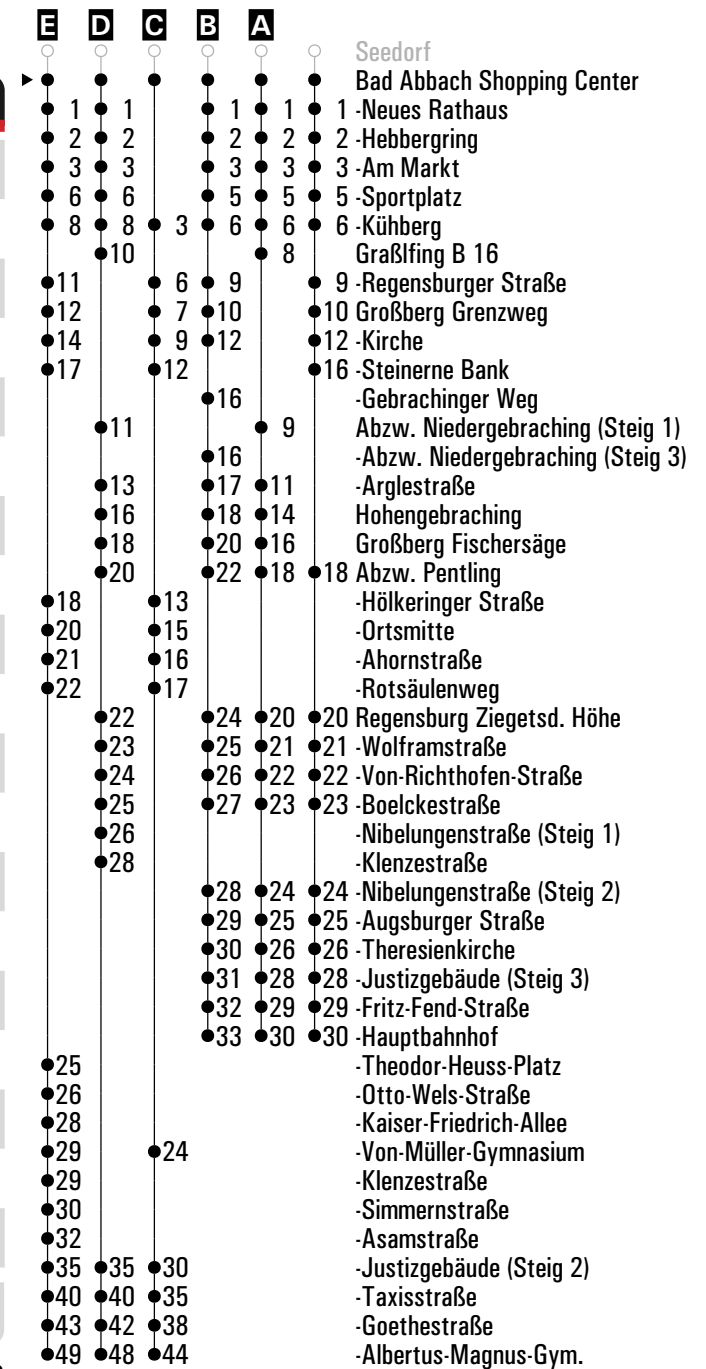 E D C B A
Seedorf
Bad Abbach Shopping Center
1 1 1 1 1 -Neues Rathaus
2 2 2 2 2 -Hebbergring
3 3 3 3 3 -Am Markt
6 6 5 5 5 -Sportplatz
8 8 3 6 6 6 -Kühberg
10 8 Graßlfing B 16
11 6 9 9 -Regensburger Straße
12 7 10 10 Großberg Grenzweg
14 9 12 12 -Kirche
17 12 16 -Steinerne Bank
16 -Gebrachinger Weg
11 9 Abzw. Niedergebraching (Steig 1)
16 -Abzw. Niedergebraching (Steig 3)
13 17 11 -Arglestraße
16 18 14 Hohengebraching
18 20 16 Großberg Fischersäge
20 22 18 18 Abzw. Pentling
18 13 -Hölkeringer Straße
20 15 -Ortsmitte
21 16 -Ahornstraße
22 17 -Rotsäulenweg
22 24 20 20 Regensburg Ziegetsd. Höhe
23 25 21 21 -Wolframstraße
24 26 22 22 -Von-Richthofen-Straße
25 27 23 23 -Boelckestraße
26 -Nibelungenstraße (Steig 1)
28 -Klenzestraße
28 24 24 -Nibelungenstraße (Steig 2)
29 25 25 -Augsburger Straße
30 26 26 -Theresienkirche
31 28 28 -Justizgebäude (Steig 3)
32 29 29 -Fritz-Fend-Straße
33 30 30 -Hauptbahnhof
25 -Theodor-Heuss-Platz
26 -Otto-Wels-Straße
28 -Kaiser-Friedrich-Allee
29 24 -Von-Müller-Gymnasium
29 -Klenzestraße
30 -Simmernstraße
32 -Asamstraße
35 35 30 -Justizgebäude (Steig 2)
40 40 35 -Taxisstraße
43 42 38 -Goethestraße
49 48 44 -Albertus-Magnus-Gym.